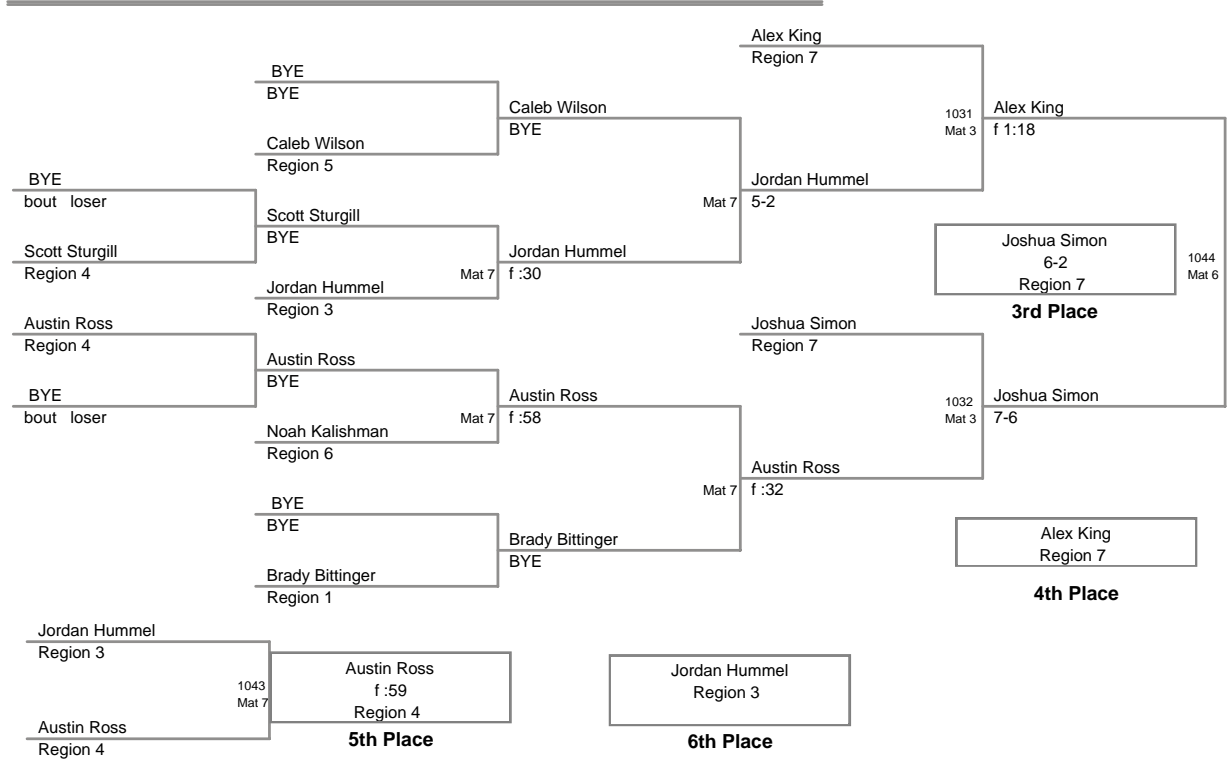 Alex King
Region 7
BYE
BYE
Caleb Wilson
BYE
1031
Mat 3
Alex King
f 1:18
Caleb Wilson
Region 5
BYE
bout loser
Mat 7
Jordan Hummel
5-2
Scott Sturgill
BYE
Scott Sturgill
Region 4
Mat 7
Jordan Hummel
f :30
Joshua Simon
6-2
Region 7
3rd Place
1044
Mat 6
Jordan Hummel
Region 3
Austin Ross
Region 4
Joshua Simon
Region 7
Austin Ross
BYE
BYE
bout loser
Mat 7
Austin Ross
f :58
1032
Mat 3
Joshua Simon
7-6
Noah Kalishman
Region 6
Mat 7
Austin Ross
f :32
BYE
BYE
Brady Bittinger
BYE
Alex King
Region 7
4th Place
Brady Bittinger
Region 1
Jordan Hummel
Region 3
1043
Mat 7
Austin Ross
f :59
Region 4
5th Place
Jordan Hummel
Region 3
6th Place
Austin Ross
Region 4